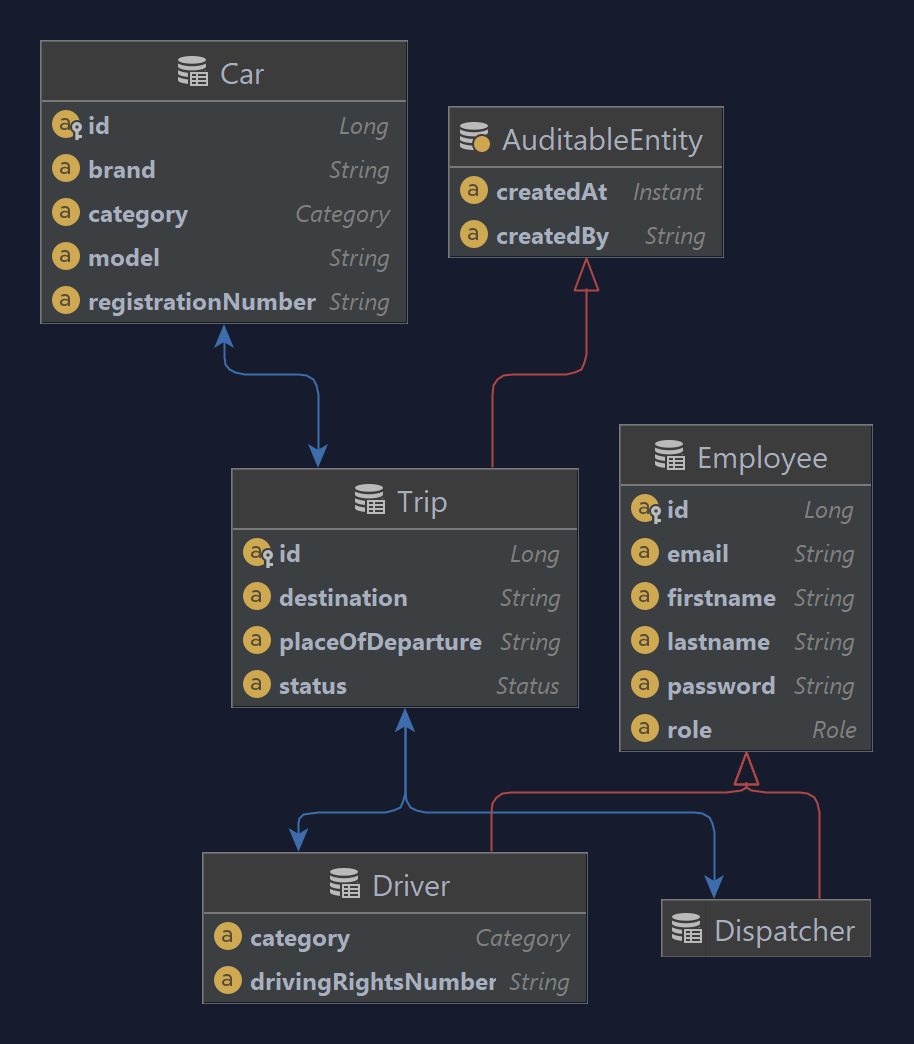 Car
id Long
brand String
category Category
model String
registrationNumber String
AuditableEntity
createdAt Instant
createdBy String
Employee
id Long
email String
firstname String
lastname String
password String
role Role
Trip
id Long
destination String
placeOfDeparture String
status Status
Driver
category Category
drivingRightsNumber String
Dispatcher